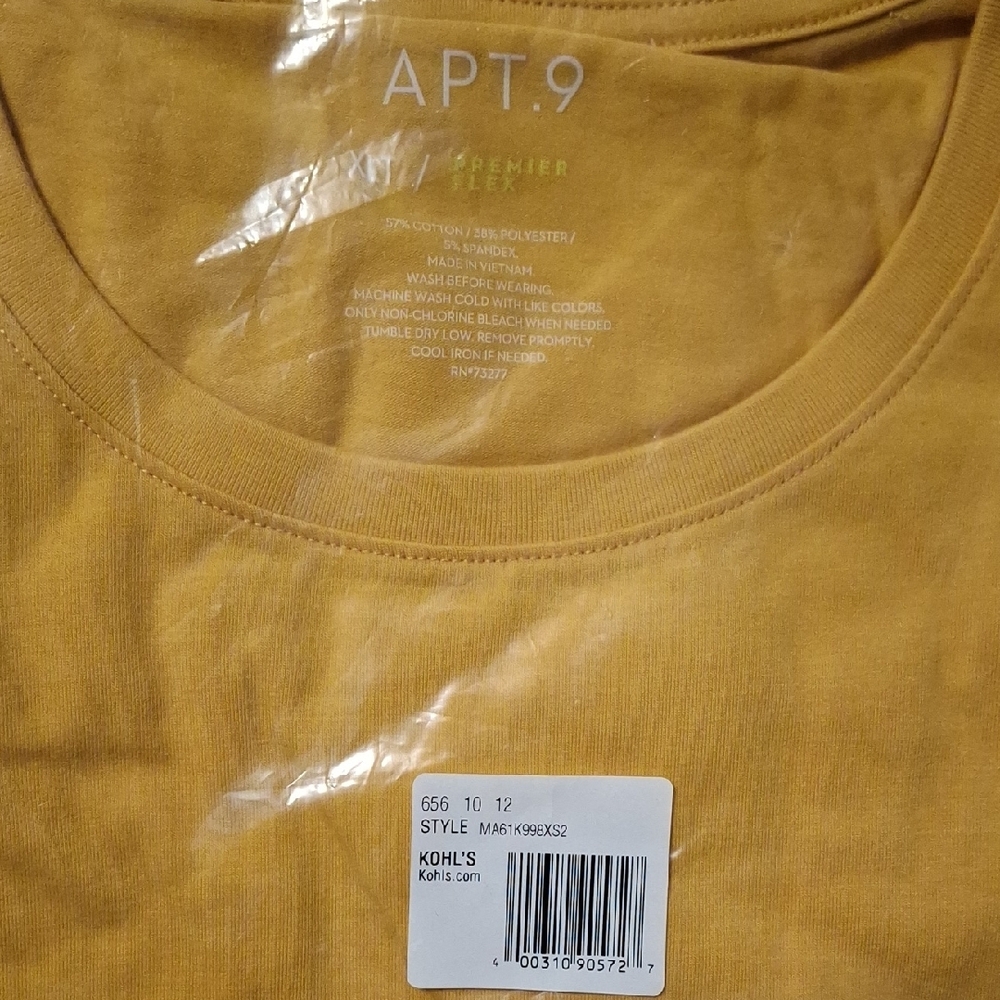 APT.9
/ PREMIER
FLEX
57% COTTON / 38% POLYESTER /
5% SPANDEX.
MADE IN VIETNAM.
WASH BEFORE WEARING.
MACHINE WASH COLD WITH LIKE COLORS.
ONLY NON-CHLORINE BLEACH WHEN NEEDED.
TUMBLE DRY LOW. REMOVE PROMPTLY.
COOL IRON IF NEEDED.
RN#73277
656 10 12
STYLE MA61K998XS2
KOHL'S
Kohls.com
4 00310 90572 7